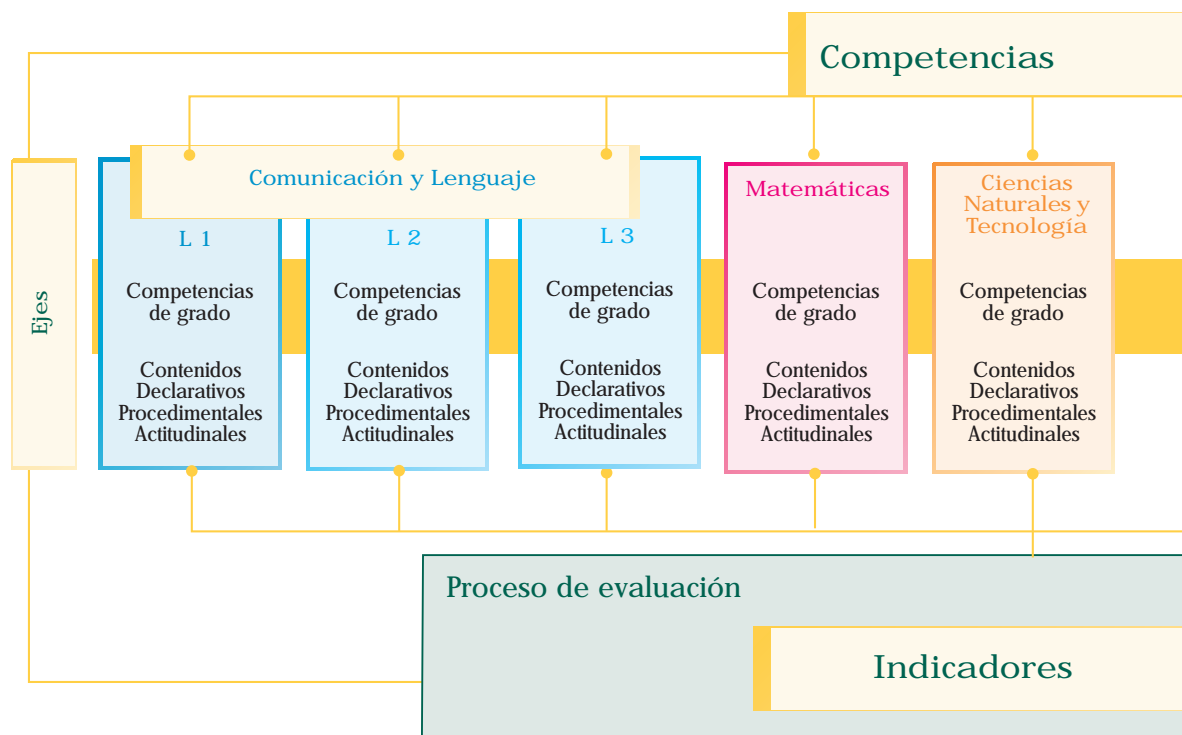 Competencias
Comunicación y Lenguaje
L 1
Competencias
de grado
Contenidos
Declarativos
Procedimentales
Actitudinales
L 2
Competencias
de grado
Contenidos
Declarativos
Procedimentales
Actitudinales
L 3
Competencias
de grado
Contenidos
Declarativos
Procedimentales
Actitudinales
Matemáticas
Competencias
de grado
Contenidos
Declarativos
Procedimentales
Actitudinales
Ciencias
Naturales y
Tecnología
Competencias
de grado
Contenidos
Declarativos
Procedimentales
Actitudinales
Ejes
Proceso de evaluación
Indicadores